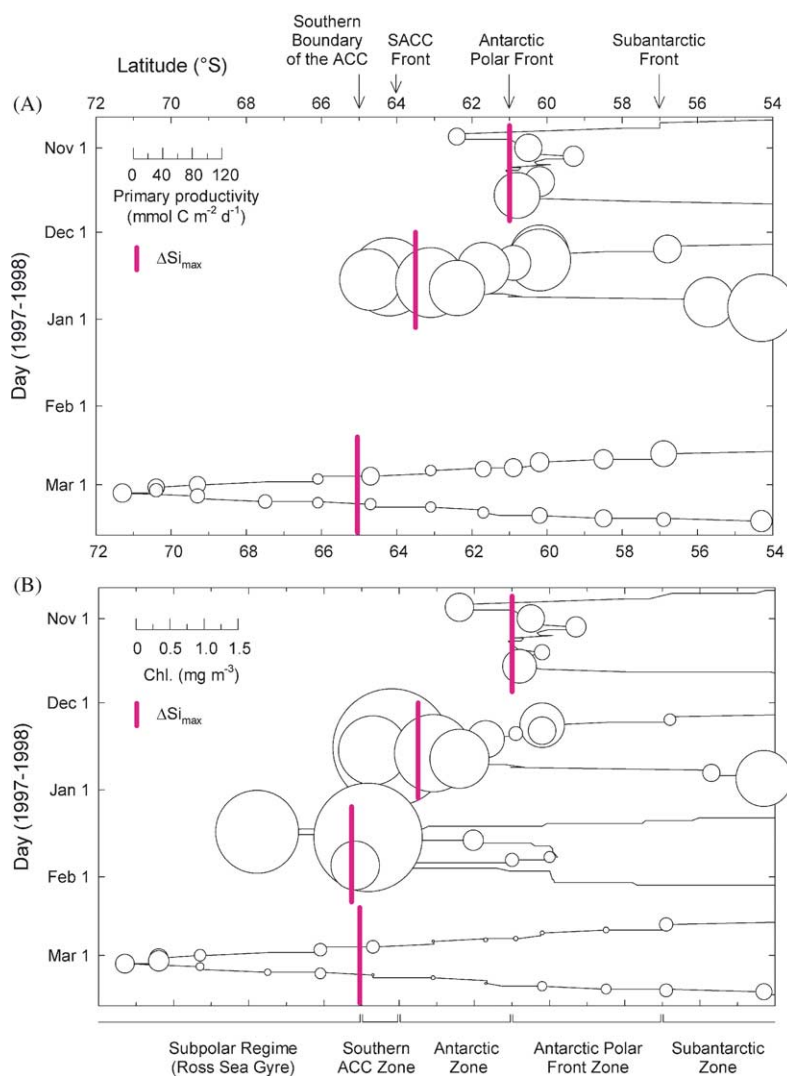 Southern
Boundary
of the ACC
SACC
Front
Antarctic
Polar Front
Subantarctic
Front
Latitude (°S)
(A)
72 70 68 66 64 62 60 58 56 54
Nov 1
Dec 1
Jan 1
Feb 1
Mar 1
Day (1997-1998)
0 40 80 120
Primary productivity
(mmol C m-2 d-1)
ΔSimax
72 70 68 66 64 62 60 58 56 54
(B)
Nov 1
Dec 1
Jan 1
Feb 1
Mar 1
Day (1997-1998)
0 0.5 1.0 1.5
Chl. (mg m-3)
ΔSimax
Subpolar Regime
(Ross Sea Gyre)
Southern
ACC Zone
Antarctic
Zone
Antarctic Polar
Front Zone
Subantarctic
Zone